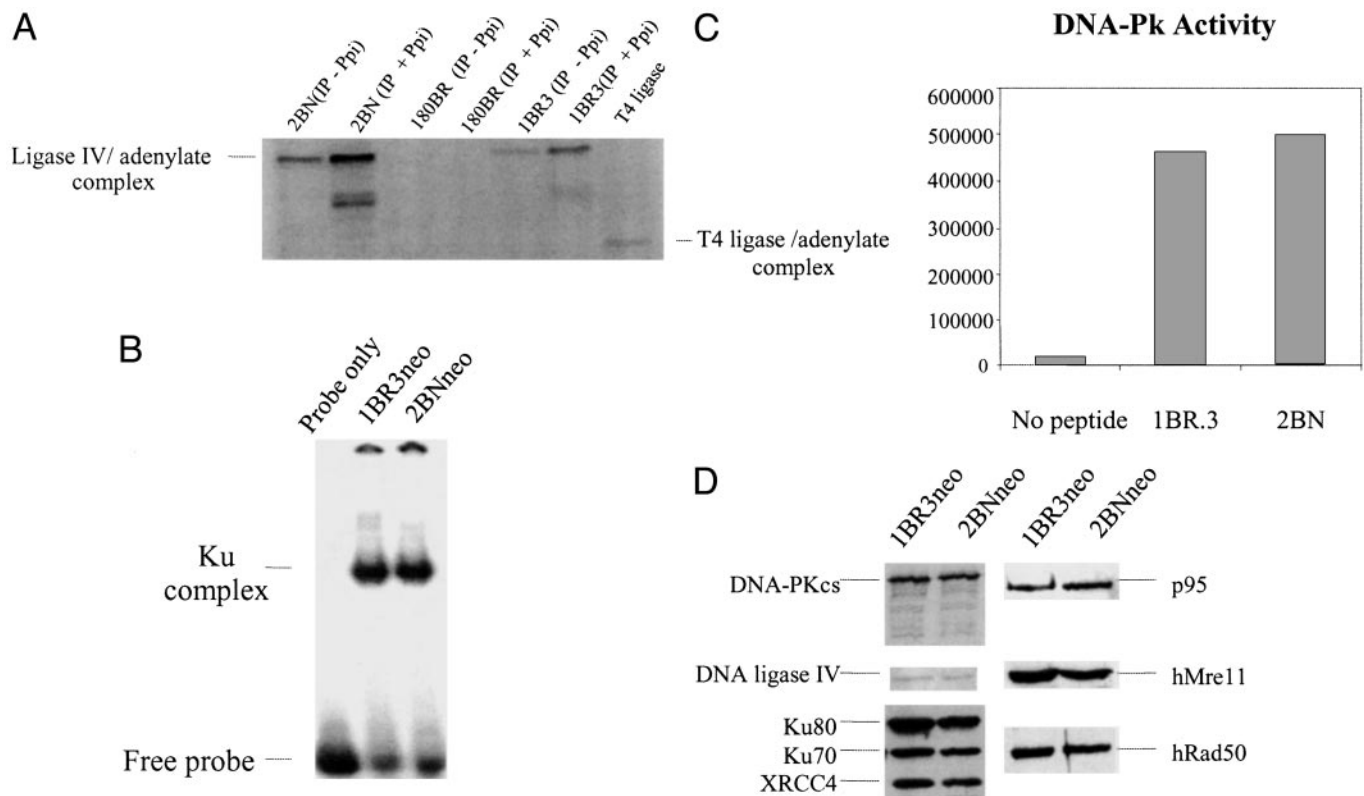 A
2BN(IP - Ppi)
2BN (IP + Ppi)
180BR (IP - Ppi)
180BR (IP + Ppi)
1BR3 (IP - Ppi)
1BR3(IP + Ppi)
T4 ligase
Ligase IV/ adenylate
complex
T4 ligase /adenylate
complex
B
Probe only
1BR3neo
2BNneo
Ku
complex
Free probe
C
DNA-Pk Activity
600000
500000
400000
300000
200000
100000
0
No peptide
1BR.3
2BN
D
1BR3neo
2BNneo
1BR3neo
2BNneo
DNA-PKcs
p95
DNA ligase IV
hMre11
Ku80
Ku70
hRad50
XRCC4